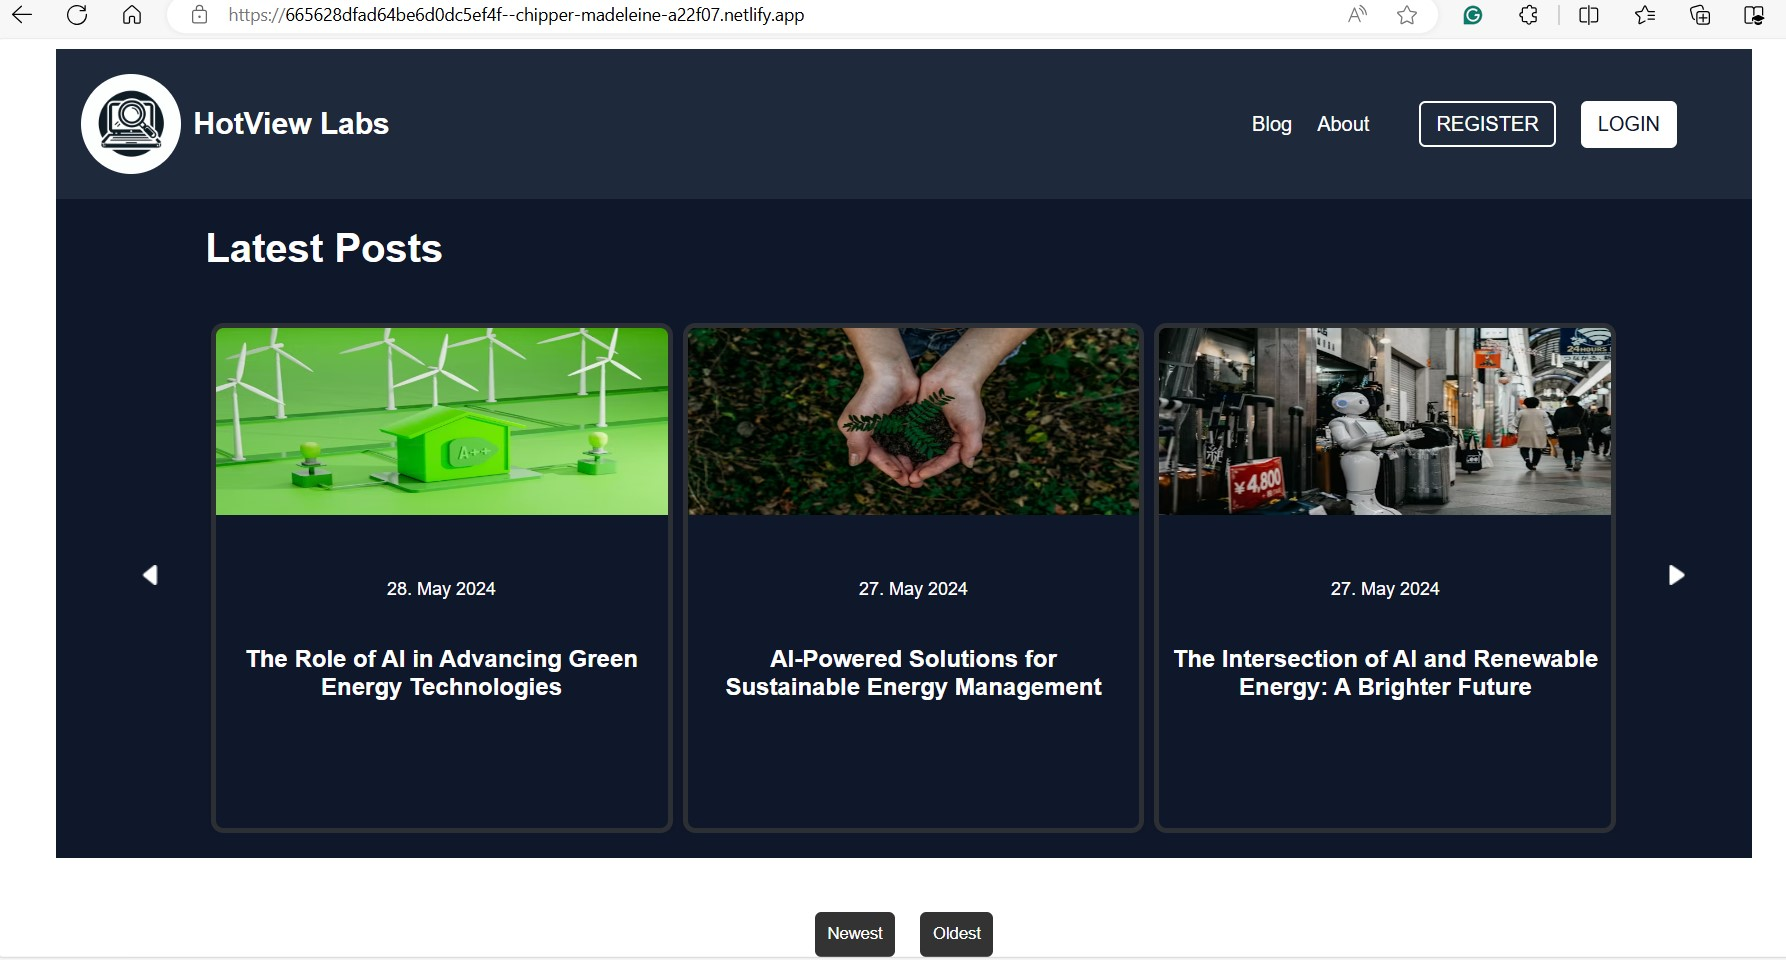 https://665628dfad64be6d0dc5ef4f--chipper-madeleine-a22f07.netlify.app
HotView Labs
Blog About REGISTER LOGIN
Latest Posts
A++
24HOURS
¥4,800
28. May 2024
27. May 2024
27. May 2024
The Role of AI in Advancing Green
Energy Technologies
AI-Powered Solutions for
Sustainable Energy Management
The Intersection of AI and Renewable
Energy: A Brighter Future
Newest Oldest